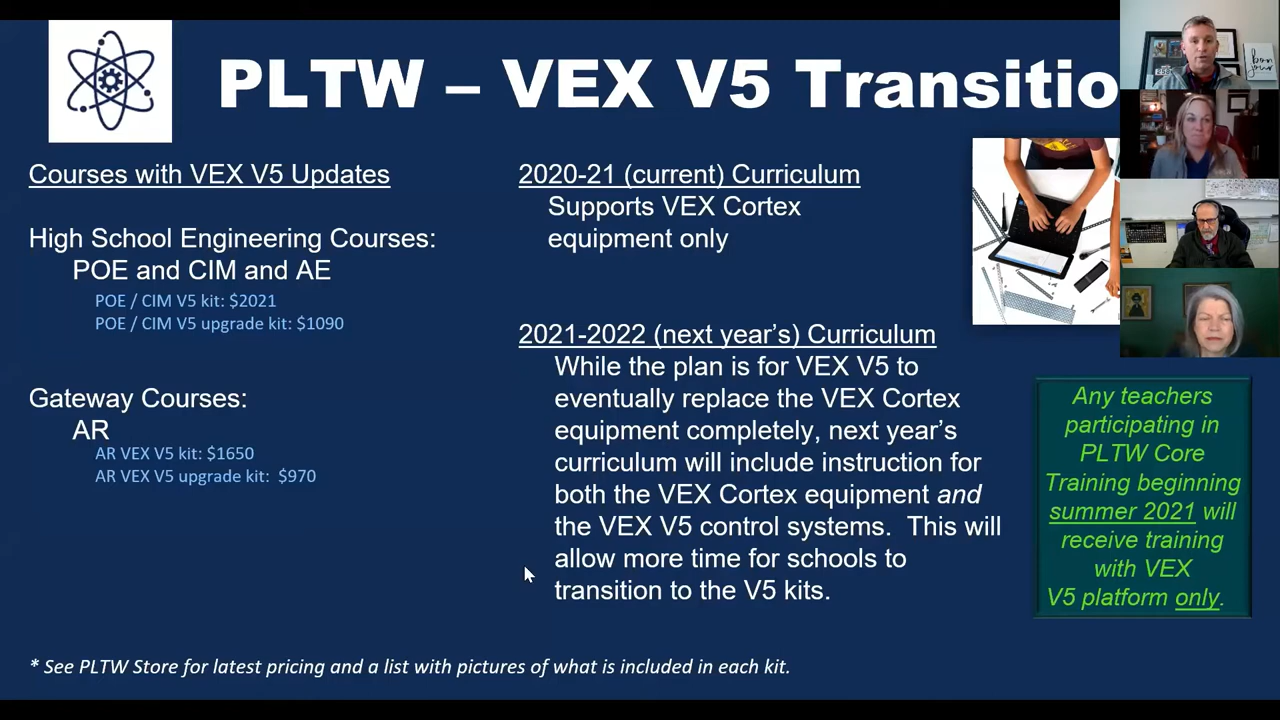 PLTW – VEX V5 Transitio
Courses with VEX V5 Updates
High School Engineering Courses:
POE and CIM and AE
POE / CIM V5 kit: $2021
POE / CIM V5 upgrade kit: $1090
Gateway Courses:
AR
AR VEX V5 kit: $1650
AR VEX V5 upgrade kit:  $970
2020-21 (current) Curriculum
Supports VEX Cortex
equipment only
2021-2022 (next year’s) Curriculum
While the plan is for VEX V5 to
eventually replace the VEX Cortex
equipment completely, next year’s
curriculum will include instruction for
both the VEX Cortex equipment and
the VEX V5 control systems.  This will
allow more time for schools to
transition to the V5 kits.
Any teachers
participating in
PLTW Core
Training beginning
summer 2021 will
receive training
with VEX
V5 platform only.
* See PLTW Store for latest pricing and a list with pictures of what is included in each kit.
bon
jour